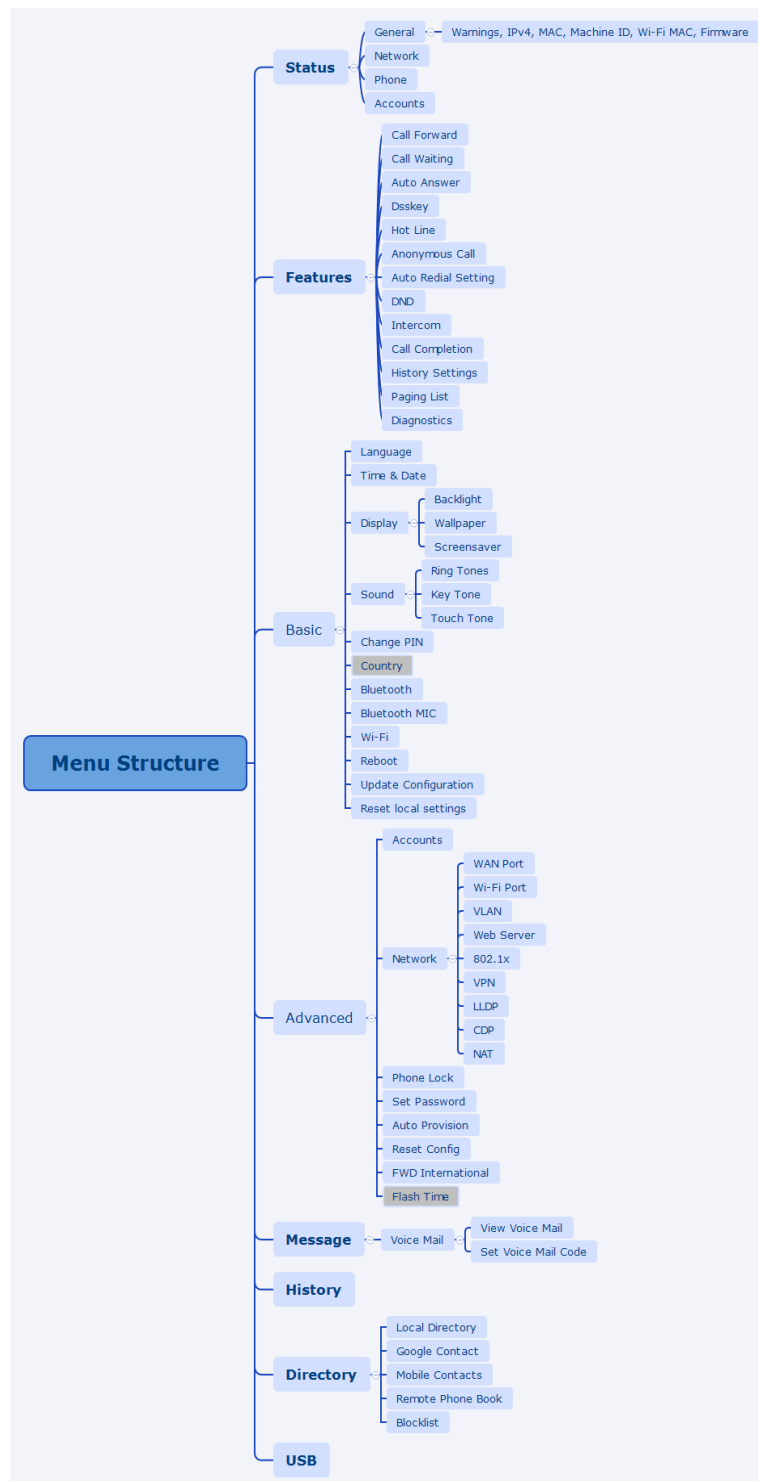 Menu Structure
Status
General
Warnings, IPv4, MAC, Machine ID, Wi-Fi MAC, Firmware
Network
Phone
Accounts
Features
Call Forward
Call Waiting
Auto Answer
Dsskey
Hot Line
Anonymous Call
Auto Redial Setting
DND
Intercom
Call Completion
History Settings
Paging List
Diagnostics
Basic
Language
Time & Date
Display
Backlight
Wallpaper
Screensaver
Sound
Ring Tones
Key Tone
Touch Tone
Change PIN
Country
Bluetooth
Bluetooth MIC
Wi-Fi
Reboot
Update Configuration
Reset local settings
Advanced
Accounts
Network
WAN Port
Wi-Fi Port
VLAN
Web Server
802.1x
VPN
LLDP
CDP
NAT
Phone Lock
Set Password
Auto Provision
Reset Config
FWD International
Flash Time
Message
Voice Mail
View Voice Mail
Set Voice Mail Code
History
Directory
Local Directory
Google Contact
Mobile Contacts
Remote Phone Book
Blocklist
USB